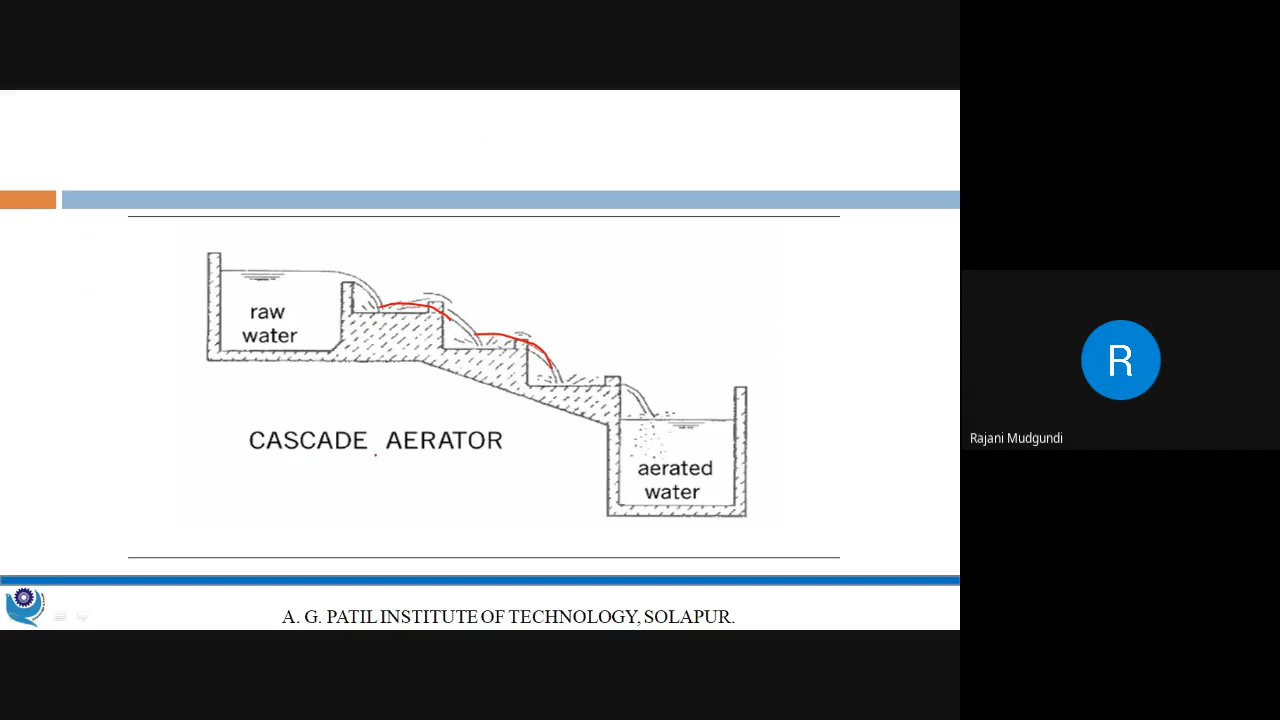 raw
water
CASCADE AERATOR
aerated
water
A. G. PATIL INSTITUTE OF TECHNOLOGY, SOLAPUR.
R
Rajani Mudgundi